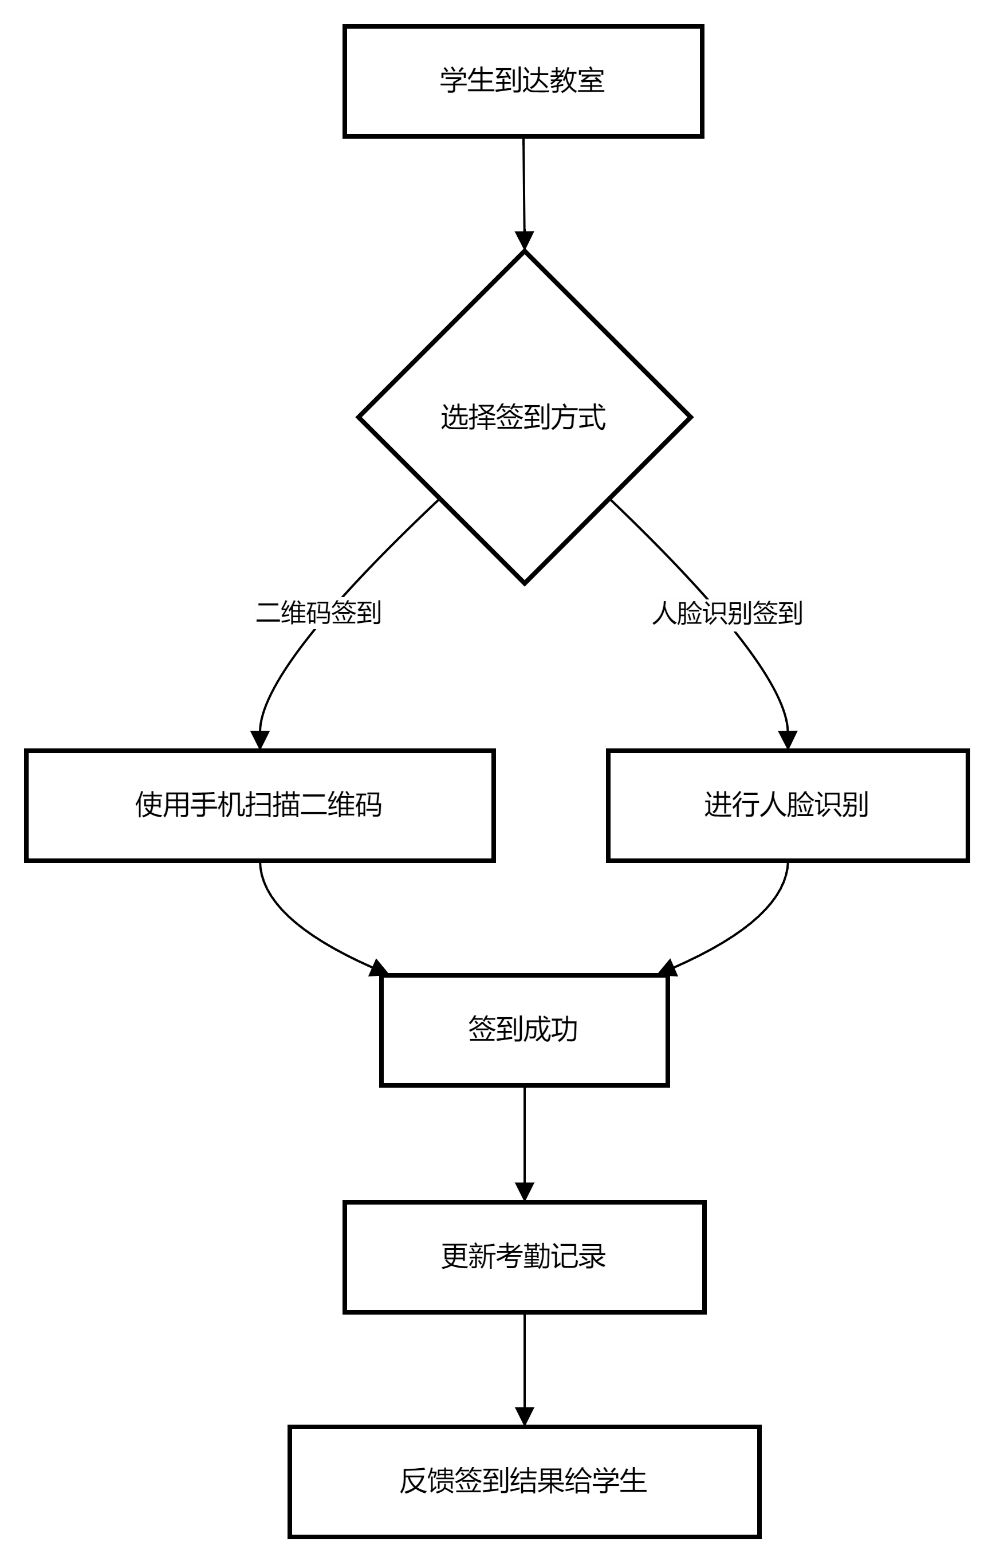 学生到达教室
选择签到方式
二维码签到
人脸识别签到
使用手机扫描二维码
进行人脸识别
签到成功
更新考勤记录
反馈签到结果给学生